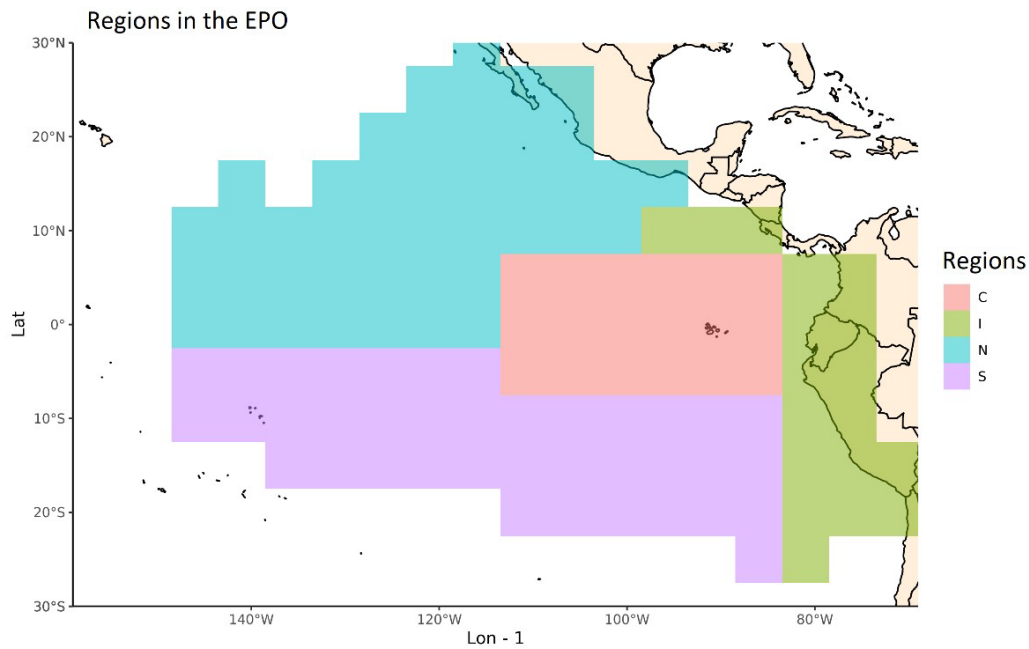 Regions in the EPO
30°N
20°N
10°N
0°
10°S
20°S
30°S
Lat
140°W
120°W
100°W
80°W
Lon - 1
Regions
C
I
N
S